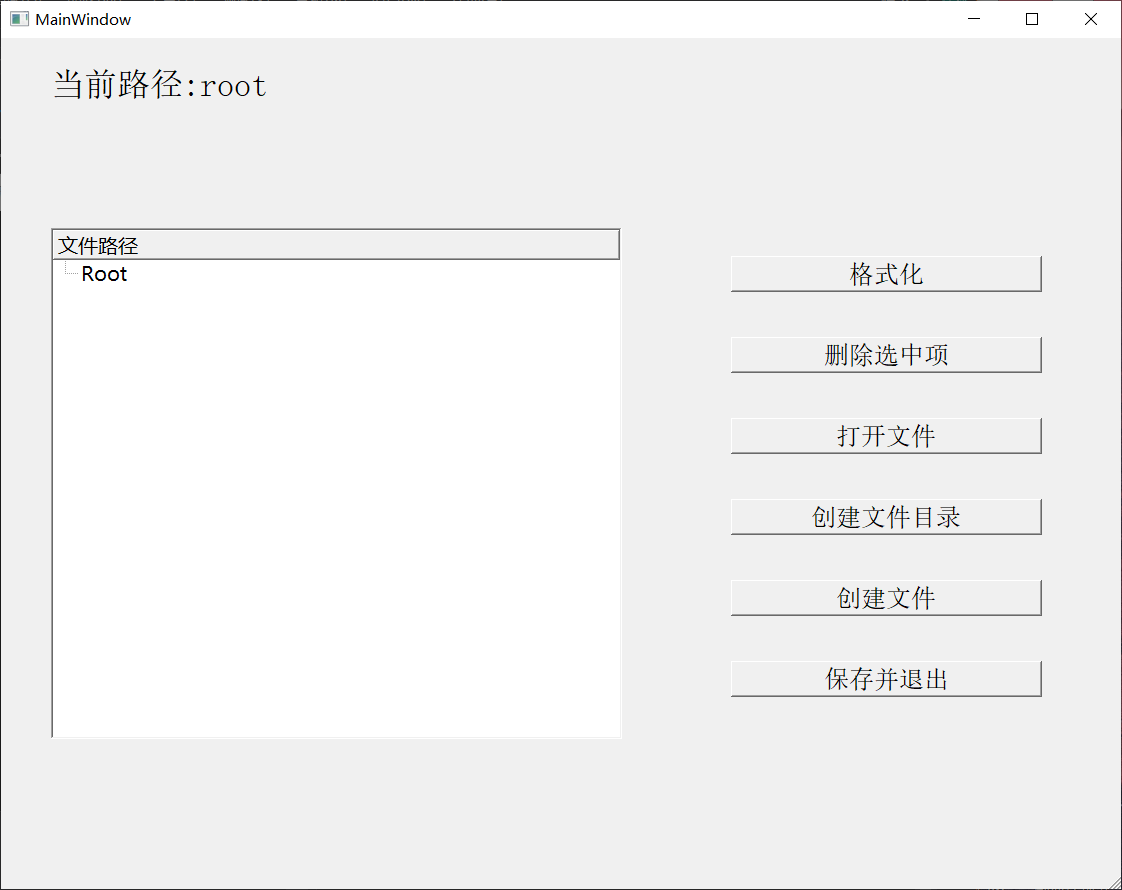 MainWindow
当前路径:root
文件路径
Root
格式化
删除选中项
打开文件
创建文件目录
创建文件
保存并退出